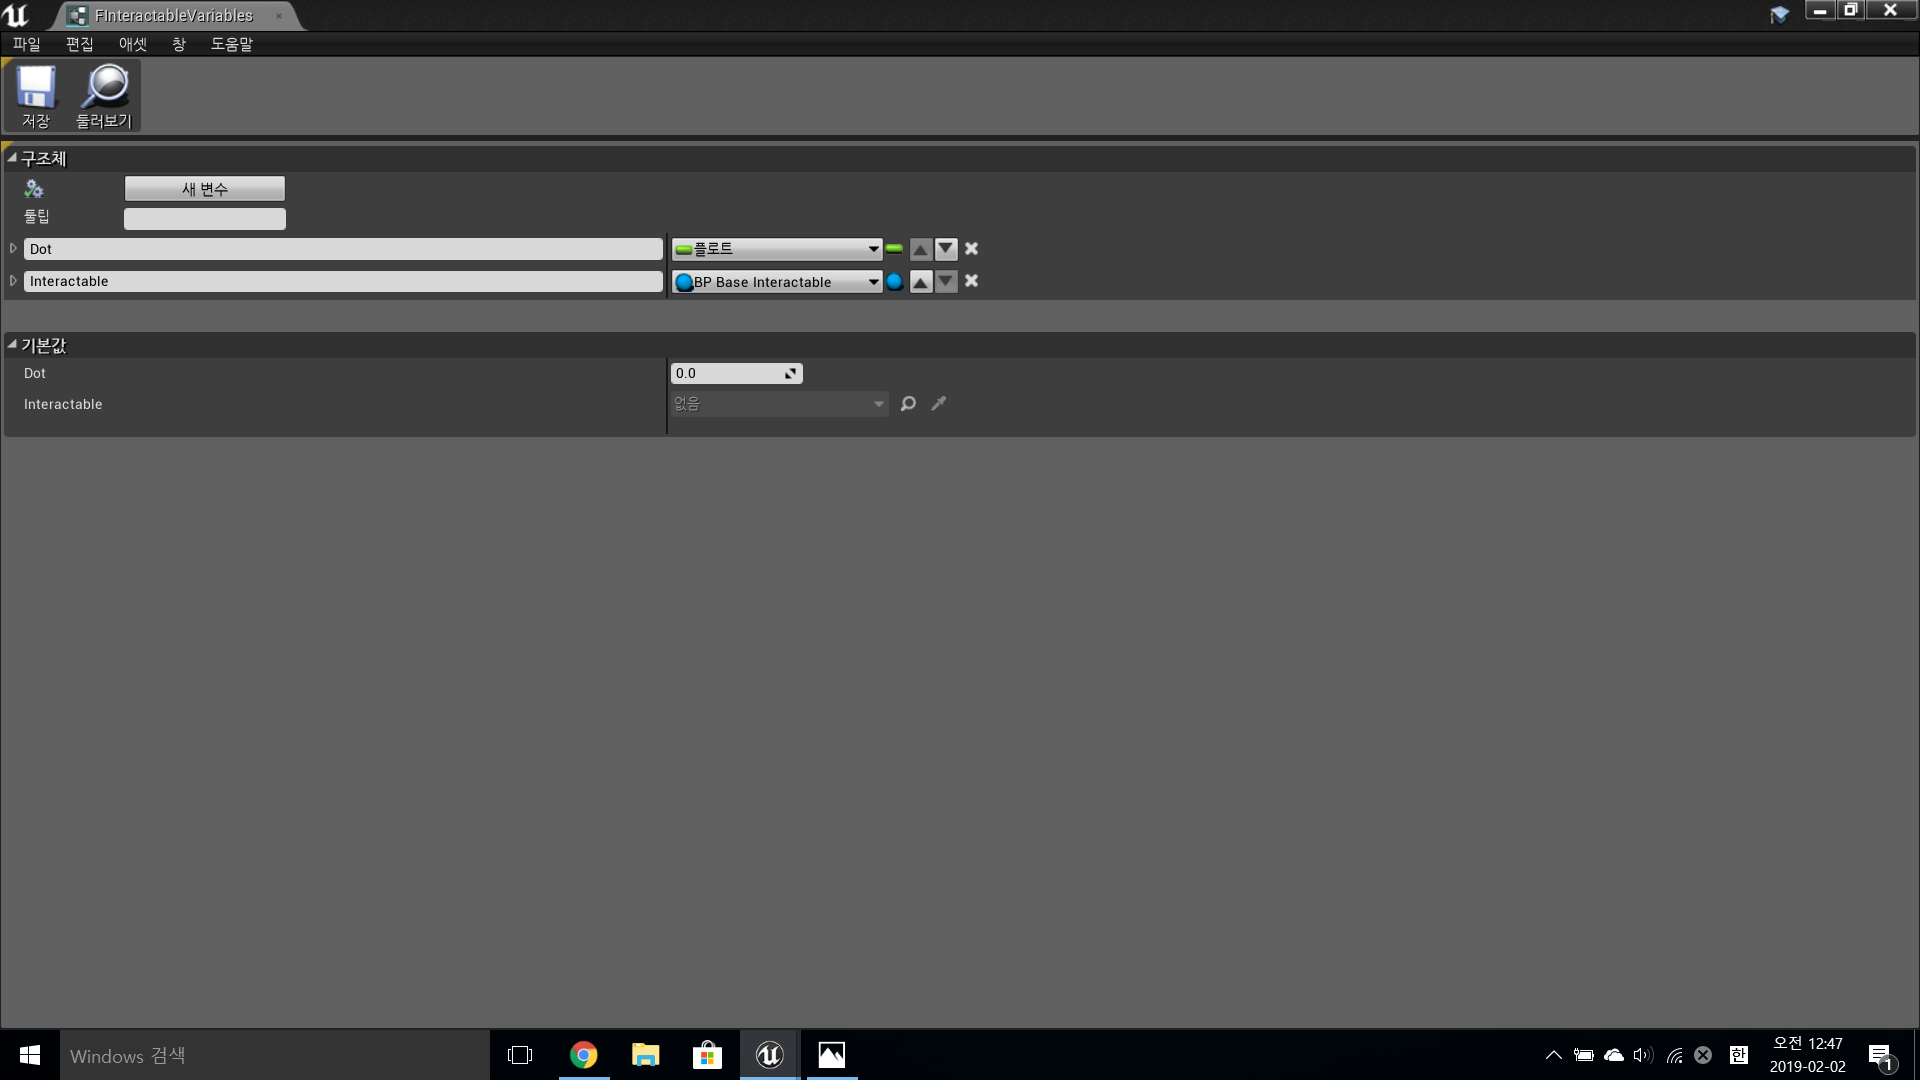 FInteractableVariables
파일 편집 애셋 창 도움말
저장 둘러보기
구조체
새 변수
툴팁
Dot 플로트
Interactable BP Base Interactable
기본값
Dot 0.0
Interactable 없음
Windows 검색
한
오전 12:47
2019-02-02
1